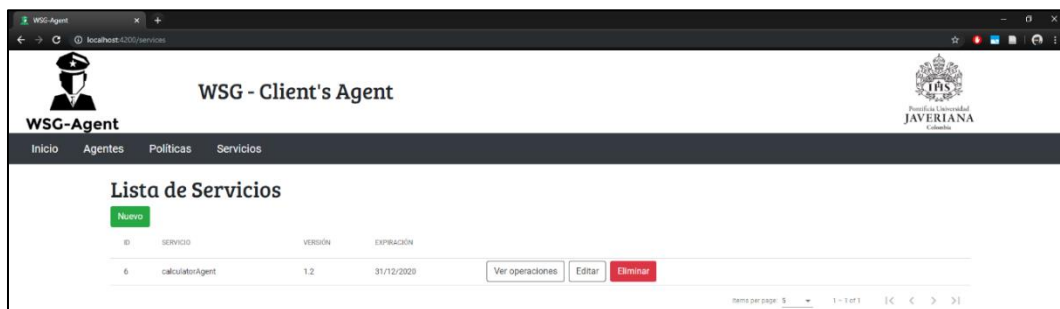 WSG-Agent
localhost:4200/services
WSG-Agent
WSG - Client's Agent
IHS
Pontificia Universidad
JAVERIANA
Colombia
Inicio Agentes Políticas Servicios
Lista de Servicios
Nuevo
ID SERVICIO VERSIÓN EXPIRACIÓN
6 calculatorAgent 1.2 31/12/2020 Ver operaciones Editar Eliminar
Items per page: 5 1 – 1 of 1